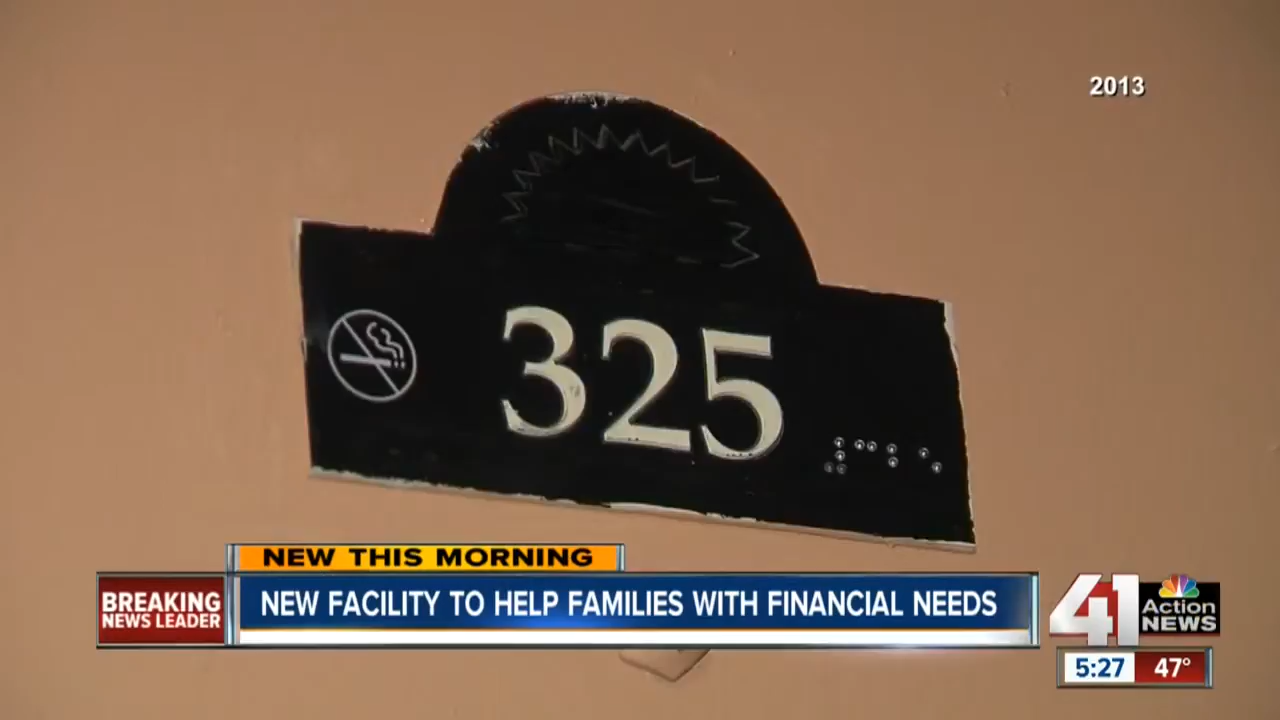 2013
325
⠼⠉⠃⠑
NEW THIS MORNING
BREAKING
NEWS LEADER
NEW FACILITY TO HELP FAMILIES WITH FINANCIAL NEEDS
41 Action
NEWS
5:27 47°